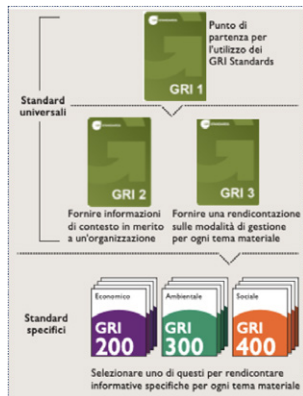 Punto di
partenza per
l'utilizzo dei
GRI Standards
GRI 1
Standard
universali
GRI 2
GRI 3
Fornire informazioni
di contesto in merito
a un'organizzazione
Fornire una rendicontazione
sulle modalità di gestione
per ogni tema materiale
Standard
specifici
Economico
GRI
200
Ambientale
GRI
300
Sociale
GRI
400
Selezionare uno di questi per rendicontare
informative specifiche per ogni tema materiale